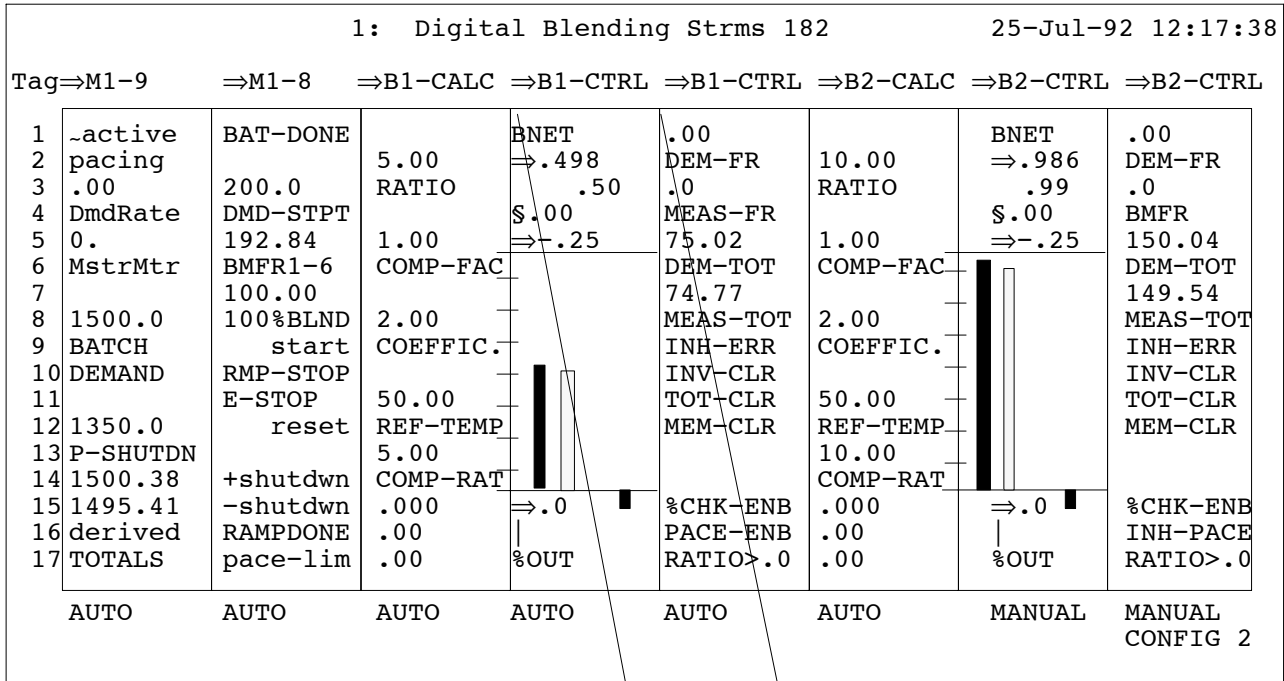 1: Digital Blending Strms 182 25-Jul-92 12:17:38
Tag⇒M1-9 ⇒M1-8 ⇒B1-CALC ⇒B1-CTRL ⇒B1-CTRL ⇒B2-CALC ⇒B2-CTRL ⇒B2-CTRL
1 ~active BAT-DONE BNET .00 BNET .00
2 pacing 5.00 ⇒.498 DEM-FR 10.00 ⇒.986 DEM-FR
3 .00 200.0 RATIO .50 .0 RATIO .99 .0
4 DmdRate DMD-STPT §.00 MEAS-FR §.00 BMFR
5 0. 192.84 1.00 ⇒-.25 75.02 1.00 ⇒-.25 150.04
6 MstrMtr BMFR1-6 COMP-FAC DEM-TOT COMP-FAC DEM-TOT
7 100.00 74.77 149.54
8 1500.0 100%BLND 2.00 MEAS-TOT 2.00 MEAS-TOT
9 BATCH start COEFFIC. INH-ERR COEFFIC. INH-ERR
10 DEMAND RMP-STOP INV-CLR INV-CLR
11 E-STOP 50.00 TOT-CLR 50.00 TOT-CLR
12 1350.0 reset REF-TEMP MEM-CLR REF-TEMP MEM-CLR
13 P-SHUTDN 5.00 10.00
14 1500.38 +shutdwn COMP-RAT COMP-RAT
15 1495.41 -shutdwn .000 ⇒.0 %CHK-ENB .000 ⇒.0 %CHK-ENB
16 derived RAMPDONE .00 | PACE-ENB .00 | INH-PACE
17 TOTALS pace-lim .00 %OUT RATIO>.0 .00 %OUT RATIO>.0
AUTO AUTO AUTO AUTO AUTO AUTO MANUAL MANUAL
CONFIG 2